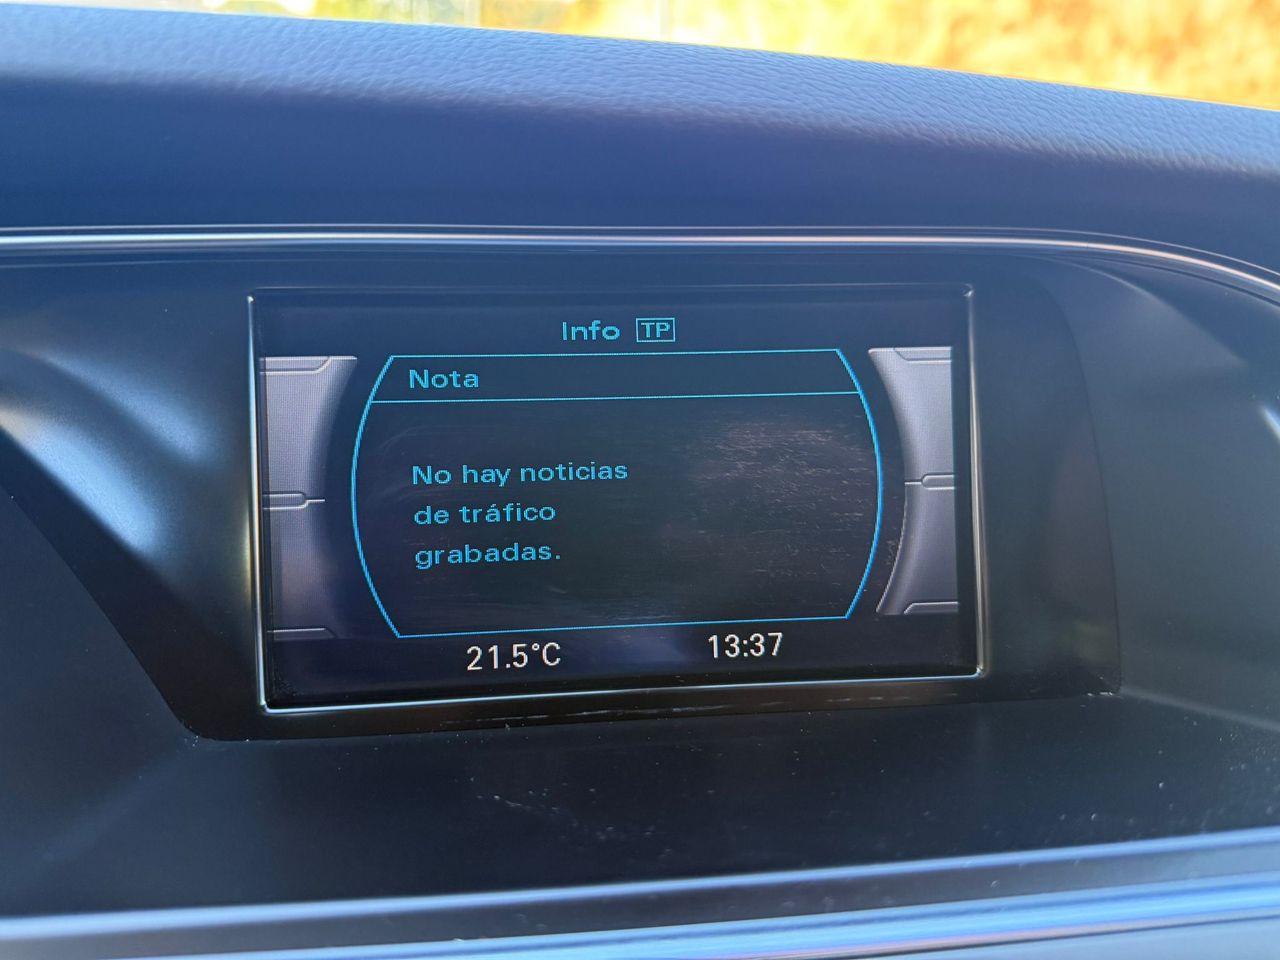 Info TP
Nota
No hay noticias
de tráfico
grabadas.
21.5°C 13:37